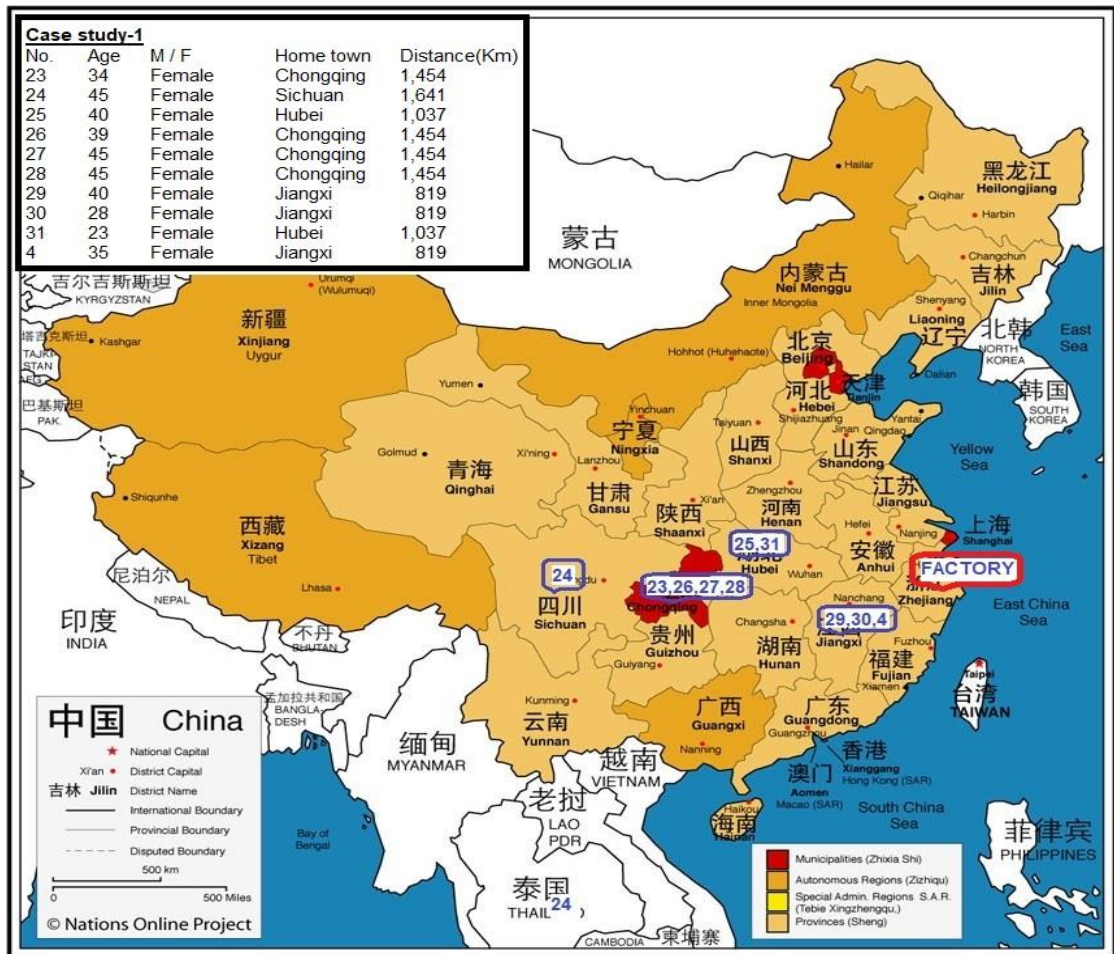 Case study-1
No. Age M / F Home town Distance(Km)
23 34 Female Chongqing 1,454
24 45 Female Sichuan 1,641
25 40 Female Hubei 1,037
26 39 Female Chongqing 1,454
27 45 Female Chongqing 1,454
28 45 Female Chongqing 1,454
29 40 Female Jiangxi 819
30 28 Female Jiangxi 819
31 23 Female Hubei 1,037
4 35 Female Jiangxi 819
Hailar
黑龙江
Heilongjiang
Qiqihar
Harbin
蒙古
MONGOLIA
Changchun
吉林
Jilin
内蒙古
Nei Menggu
Inner Mongolia
吉尔吉斯斯坦
KYRGYZSTAN
Urumqi
(Wulumuqi)
新疆
Xinjiang
Uygur
Shenyang
Liaoning
辽宁
北韩
NORTH
KOREA
East
Sea
塔吉克斯坦
TAJKI
STAN
Kashgar
Hohhot (Huhehaote)
北京
Beijing
天津
Dalian
韩国
SOUTH
KOREA
巴基斯坦
PAK.
Yumen
Yinchuan
宁夏
Ningxia
河北
Hebei
Shijiazhuang
Taiyuan
山西
Shanxi
Yantai
Jinan
Qingdao
山东
Shandong
Yellow
Sea
Golmud
Xi'ning
Lanzhou
青海
Qinghai
甘肃
Gansu
Shiqunhe
Zhengzhou
河南
Henan
Xi'an
陕西
Shaanxi
江苏
Jiangsu
西藏
Xizang
Tibet
Lhasa
Hefei
Nanjing
安徽
Anhui
上海
Shanghai
25,31
Hubei
Wuhan
FACTORY
Zhejiang
尼泊尔
NEPAL
24
四川
Sichuan
23,26,27,28
Chongqing
Nanchang
29,30,4
Jiangxi
East China
Sea
印度
INDIA
不丹
BHUTAN
贵州
Guizhou
Guiyang
Changsha
湖南
Hunan
Fuzhou
福建
Fujian
Xiamen
Taipei
台湾
TAIWAN
孟加拉共和国
BANGLA-
DESH
Kunming
云南
Yunnan
广西
Guangxi
Nanning
广东
Guangdong
Guangzhou
香港
Xianggang
Hong Kong (SAR)
澳门
Aomen
Macao (SAR)
缅甸
MYANMAR
越南
VIETNAM
老挝
LAO
PDR
Haikou
海南
Hainan
South China
Sea
Bay of
Bengal
泰国
24
菲律宾
PHILIPPINES
CAMBODIA
柬埔寨
中国 China
National Capital
Xi'an District Capital
吉林 Jilin District Name
International Boundary
Provincial Boundary
Disputed Boundary
500 km
0 500 Miles
© Nations Online Project
Municipalities (Zhixia Shi)
Autonomous Regions (Zizhiqu)
Special Admin. Regions S.A.R.
(Tebie Xingzhengqu,)
Provinces (Sheng)